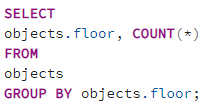 SELECT
objects.floor, COUNT(*)
FROM
objects
GROUP BY objects.floor;